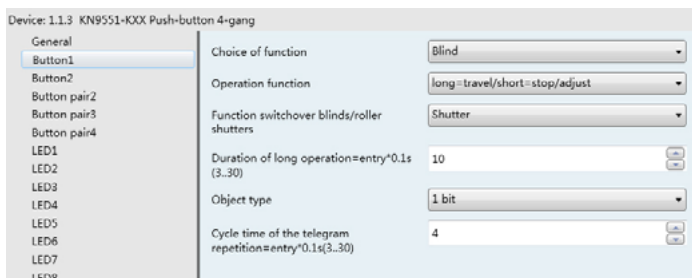 Device: 1.1.3 KN9551-KXX Push-button 4-gang
General
Button1
Button2
Button pair2
Button pair3
Button pair4
LED1
LED2
LED3
LED4
LED5
LED6
LED7
LED8
Choice of function
Blind
Operation function
long=travel/short=stop/adjust
Function switchover blinds/roller
shutters
Shutter
Duration of long operation=entry*0.1s
(3..30)
10
Object type
1 bit
Cycle time of the telegram
repetition=entry*0.1s(3..30)
4